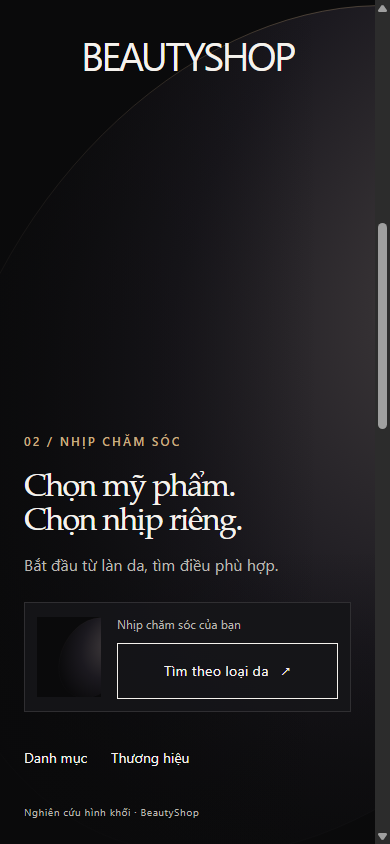 BEAUTYSHOP
02 / NHỊP CHĂM SÓC
Chọn mỹ phẩm.
Chọn nhịp riêng.
Bắt đầu từ làn da, tìm điều phù hợp.
Nhịp chăm sóc của bạn
Tìm theo loại da ↗
Danh mục Thương hiệu
Nghiên cứu hình khối · BeautyShop